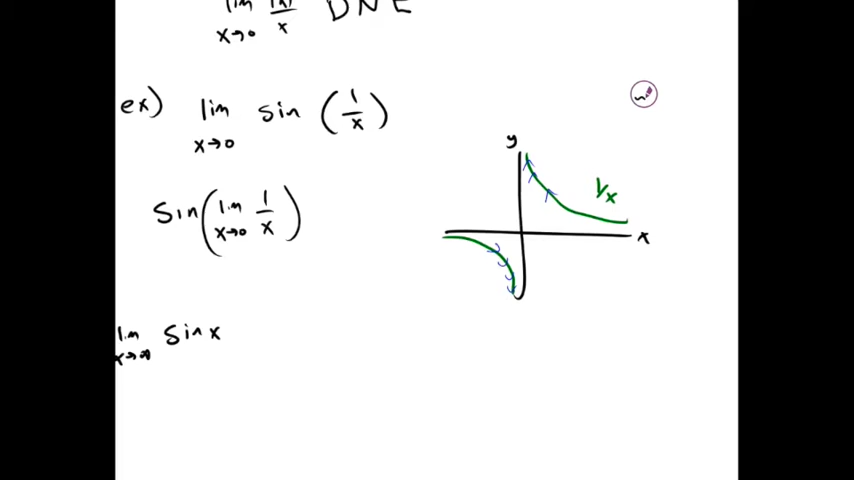 lim |x|/x DNE
x→0
ex) lim sin (1/x)
x→0
Sin(lim 1/x)
x→0
lim sin x
x→∞
y
1/x
x